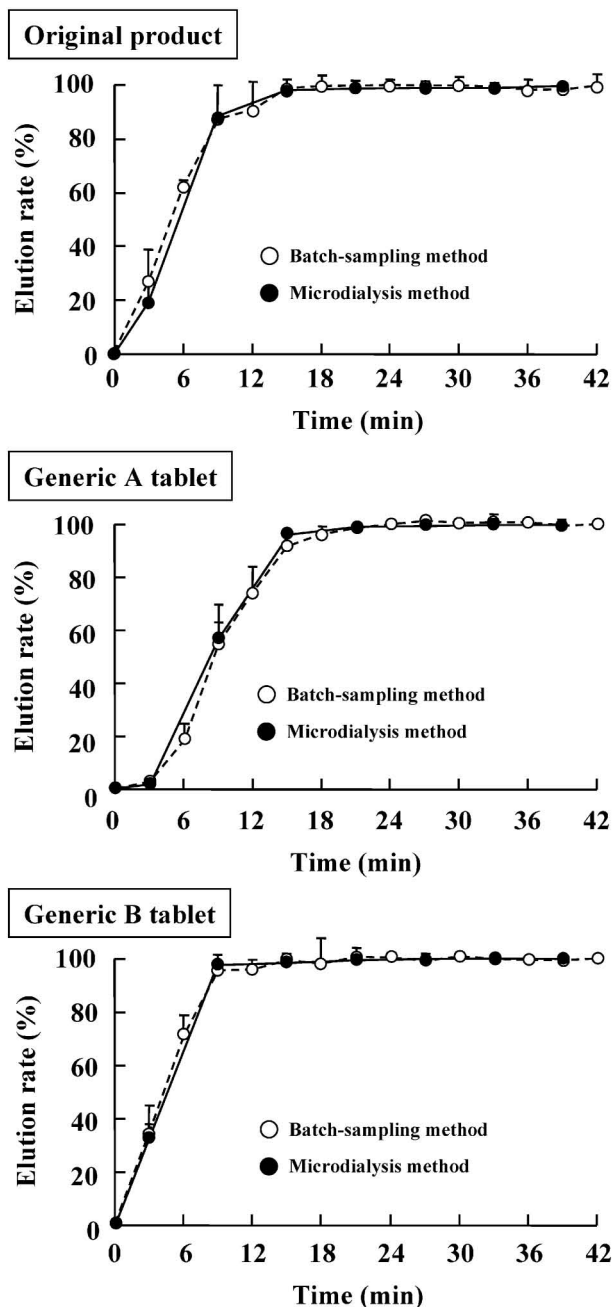 Original product
100
80
60
40
20
0
Elution rate (%)
Batch-sampling method
Microdialysis method
0 6 12 18 24 30 36 42
Time (min)
Generic A tablet
100
80
60
40
20
0
Elution rate (%)
Batch-sampling method
Microdialysis method
0 6 12 18 24 30 36 42
Time (min)
Generic B tablet
100
80
60
40
20
0
Elution rate (%)
Batch-sampling method
Microdialysis method
0 6 12 18 24 30 36 42
Time (min)